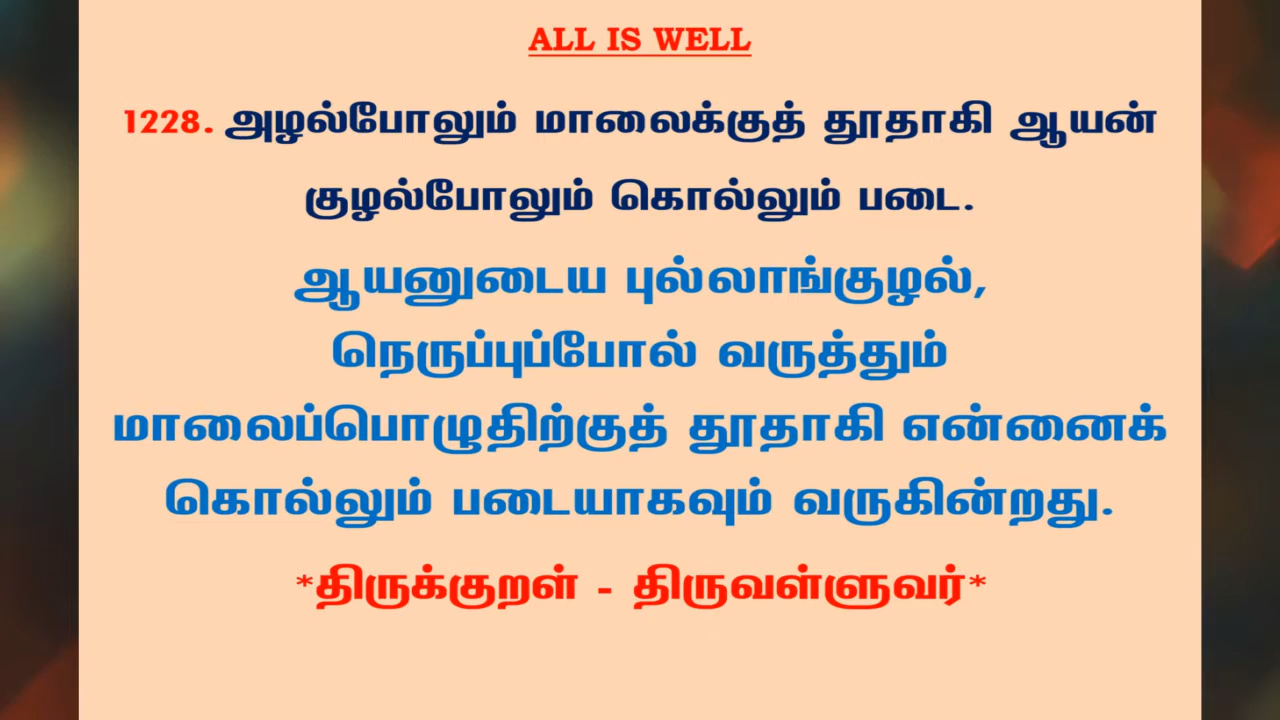 ALL IS WELL
1228. அழல்போலும் மாலைக்குத் தூதாகி ஆயன்
குழல்போலும் கொல்லும் படை.
ஆயனுடைய புல்லாங்குழல்,
நெருப்புப்போல் வருத்தும்
மாலைப்பொழுதிற்குத் தூதாகி என்னைக்
கொல்லும் படையாகவும் வருகின்றது.
*திருக்குறள் - திருவள்ளுவர்*